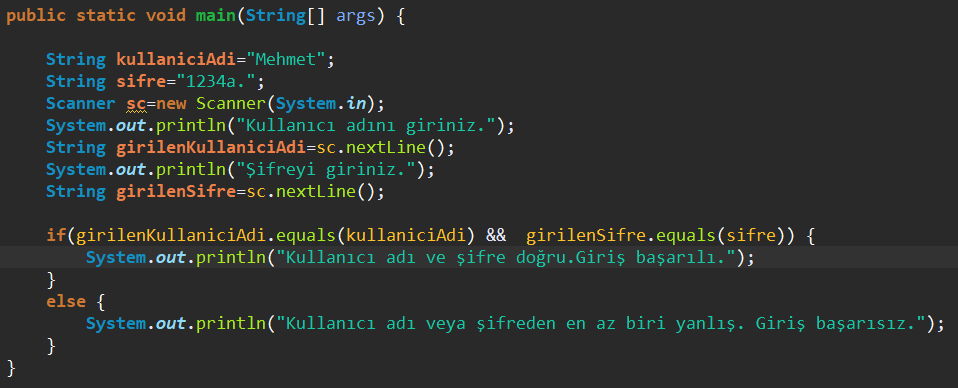 public static void main(String[] args) {
String kullaniciAdi="Mehmet";
String sifre="1234a.";
Scanner sc=new Scanner(System.in);
System.out.println("Kullanıcı adını giriniz.");
String girilenKullaniciAdi=sc.nextLine();
System.out.println("Şifreyi giriniz.");
String girilenSifre=sc.nextLine();
if(girilenKullaniciAdi.equals(kullaniciAdi) &&  girilenSifre.equals(sifre)) {
System.out.println("Kullanıcı adı ve şifre doğru.Giriş başarılı.");
}
else {
System.out.println("Kullanıcı adı veya şifreden en az biri yanlış. Giriş başarısız.");
}
}